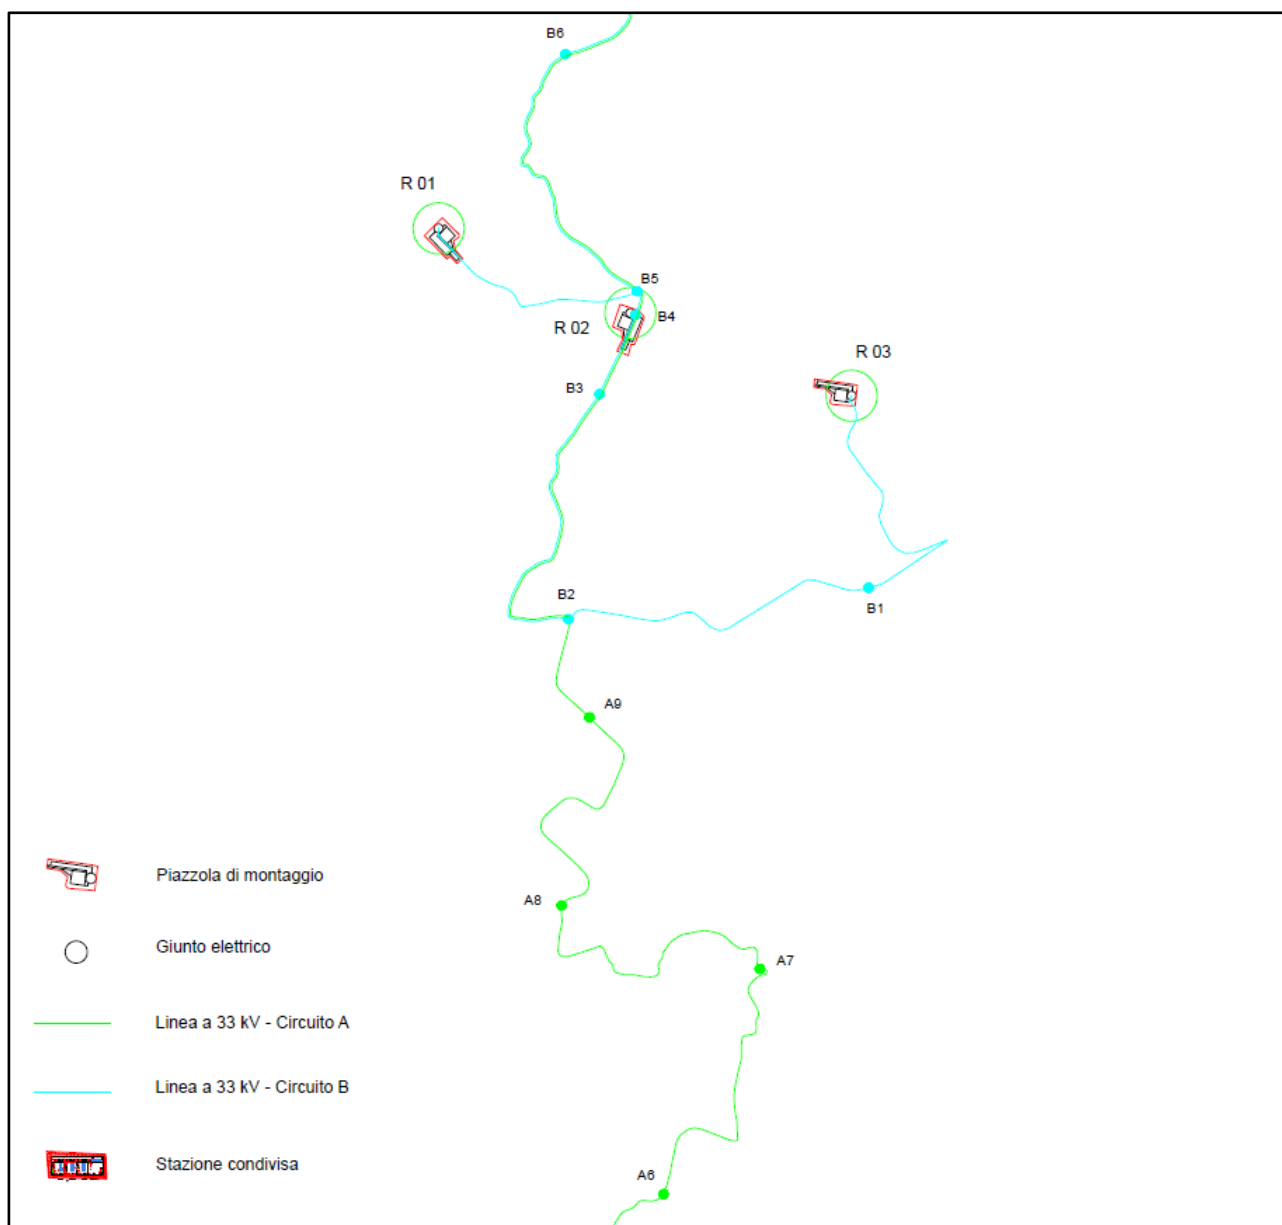 B6
R 01
B5
B4
R 02
R 03
B3
B2
B1
A9
Piazzola di montaggio
A8
Giunto elettrico
A7
Linea a 33 kV - Circuito A
Linea a 33 kV - Circuito B
Stazione condivisa
A6